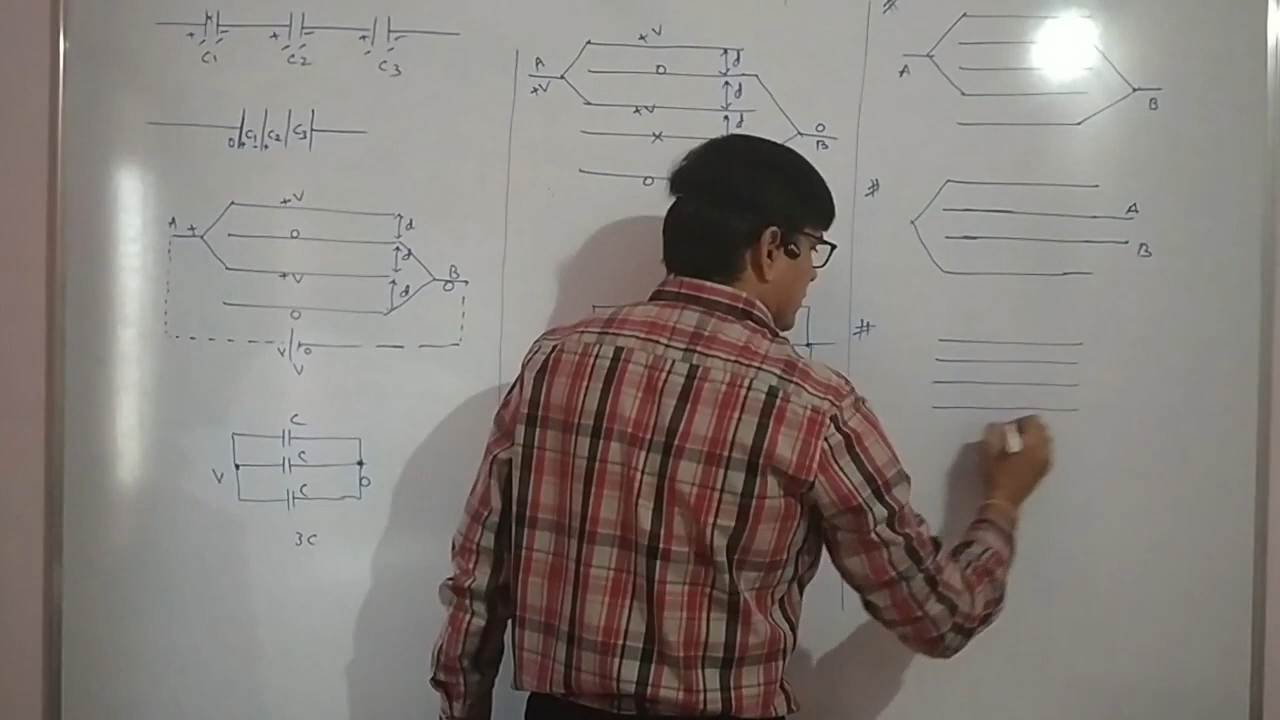 + + +
C1 C2 C3
0 C1 C2 C3
+V
A + 0 d
+V d B
0 d 0
V 0
V
C
V C 0
C
3C
+V
A 0 d
+V +V d
X d 0
0 B
#
A B
#
A
B
#